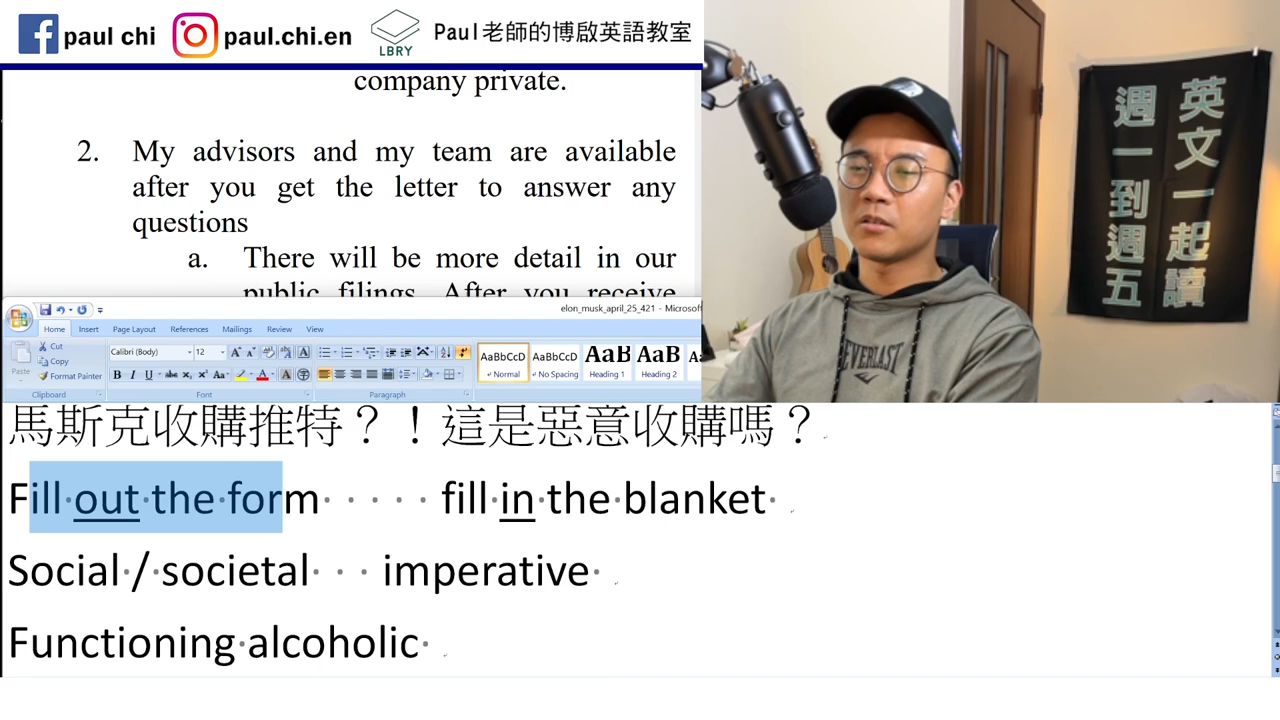 paul chi
paul.chi.en
LBRY
Paul老師的博啟英語教室
company private.
2. My advisors and my team are available
after you get the letter to answer any
questions
a. There will be more detail in our
public filings. After you receive
elon_musk_april_25_421 - Microsoft
Home Insert Page Layout References Mailings Review View
Paste
Cut
Copy
Format Painter
Clipboard
Calibri (Body) 12
Font
Paragraph
AaBbCcD AaBbCcD AaB AaB
Normal No Spacing Heading 1 Heading 2
馬斯克收購推特？！這是惡意收購嗎？
Fill out the form fill in the blanket
Social / societal imperative
Functioning alcoholic
EVERLAST
英文一起讀
週一到週五